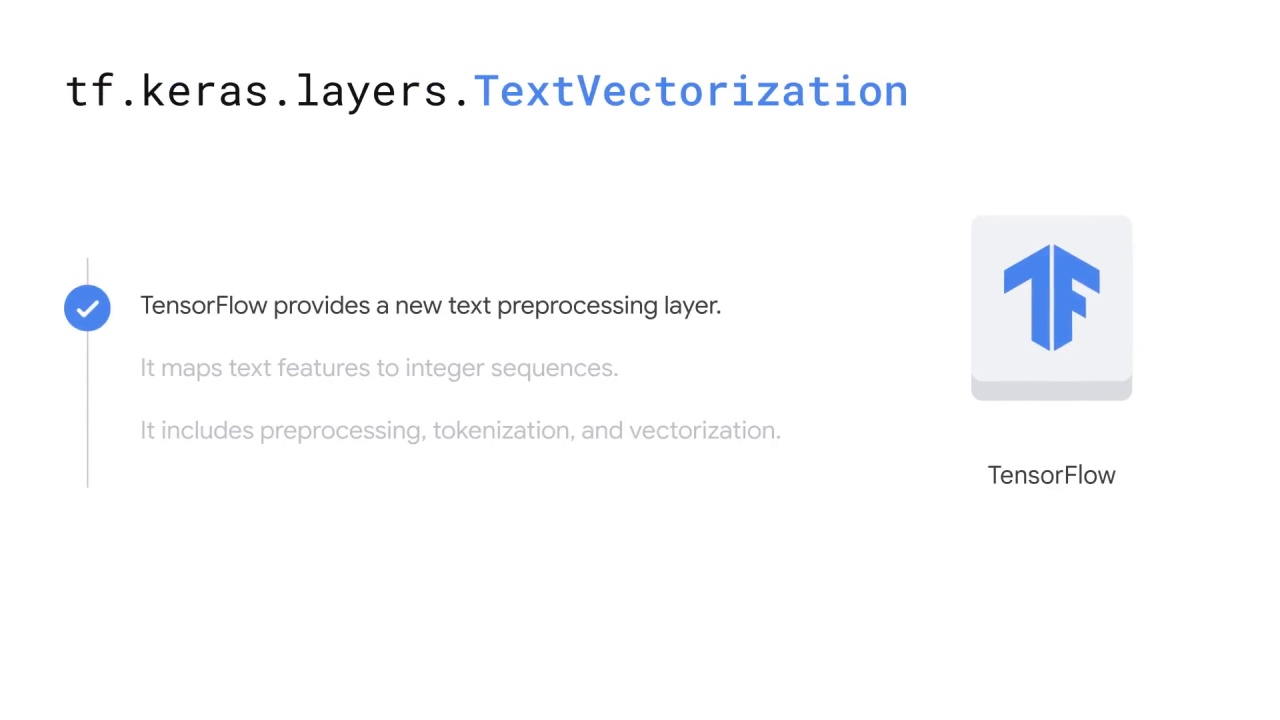 tf.keras.layers.TextVectorization
TensorFlow provides a new text preprocessing layer.
It maps text features to integer sequences.
It includes preprocessing, tokenization, and vectorization.
TensorFlow